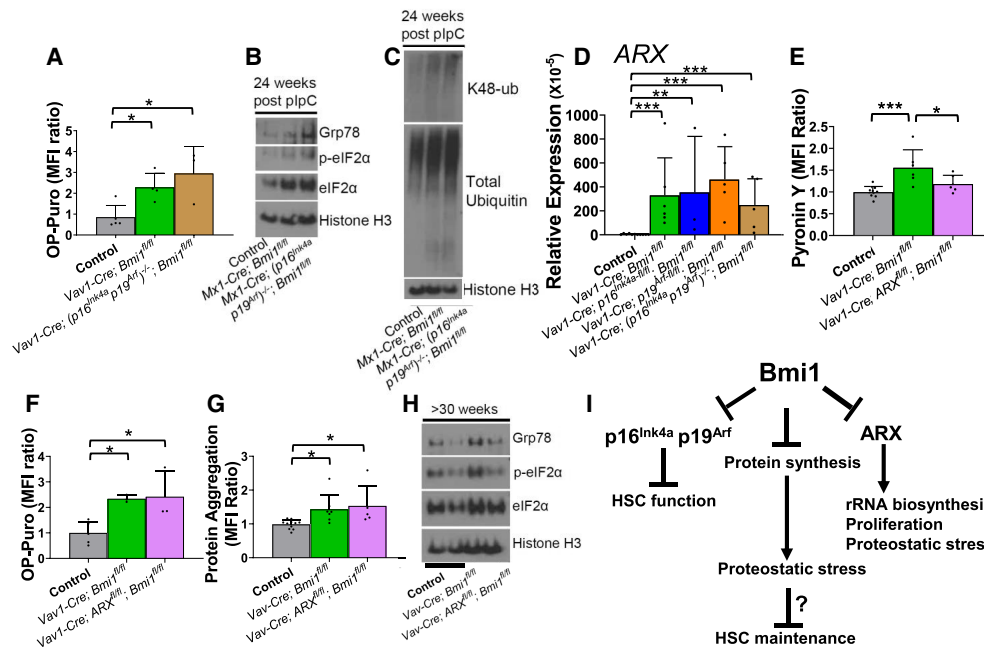 A
OP-Puro (MFI ratio)
5
4
3
2
1
0
*
*
Control
Vav1-Cre; Bmi1fl/fl
Vav1-Cre; (p16Ink4a p19Arf)-/-; Bmi1fl/fl
B
24 weeks
post pIpC
Grp78
p-eIF2α
eIF2α
Histone H3
Control
Mx1-Cre; Bmi1fl/fl
Mx1-Cre; (p16Ink4a
p19Arf)-/-; Bmi1fl/fl
C
24 weeks
post pIpC
K48-ub
Total
Ubiquitin
Histone H3
Control
Mx1-Cre; Bmi1fl/fl
Mx1-Cre; (p16Ink4a
p19Arf)-/-; Bmi1fl/fl
D
ARX
Relative Expression (X10-5)
1000
800
600
400
200
0
***
***
**
***
Control
Vav1-Cre; Bmi1fl/fl
Vav1-Cre; p16Ink4a-fl/fl; Bmi1fl/fl
Vav1-Cre; p19Arf-fl/fl; Bmi1fl/fl
Vav1-Cre; (p16Ink4a p19Arf)-/-; Bmi1fl/fl
E
Pyronin Y (MFI Ratio)
2.5
2.0
1.5
1.0
0.5
0.0
***
*
Control
Vav1-Cre; Bmi1fl/fl
Vav1-Cre, ARXfl/fl; Bmi1fl/fl
F
OP-Puro (MFI ratio)
4
3
2
1
0
*
*
Control
Vav1-Cre; Bmi1fl/fl
Vav1-Cre; ARXfl/fl; Bmi1fl/fl
G
Protein Aggregation
(MFI Ratio)
3
2
1
0
*
*
Control
Vav-Cre; Bmi1fl/fl
Vav-Cre; ARXfl/fl; Bmi1fl/fl
H
>30 weeks
Grp78
p-eIF2α
eIF2α
Histone H3
Control
Vav-Cre; Bmi1fl/fl
Vav-Cre; ARXfl/fl; Bmi1fl/fl
I
Bmi1
p16Ink4a p19Arf
HSC function
Protein synthesis
Proteostatic stress
?
HSC maintenance
ARX
rRNA biosynthesi
Proliferation
Proteostatic stres